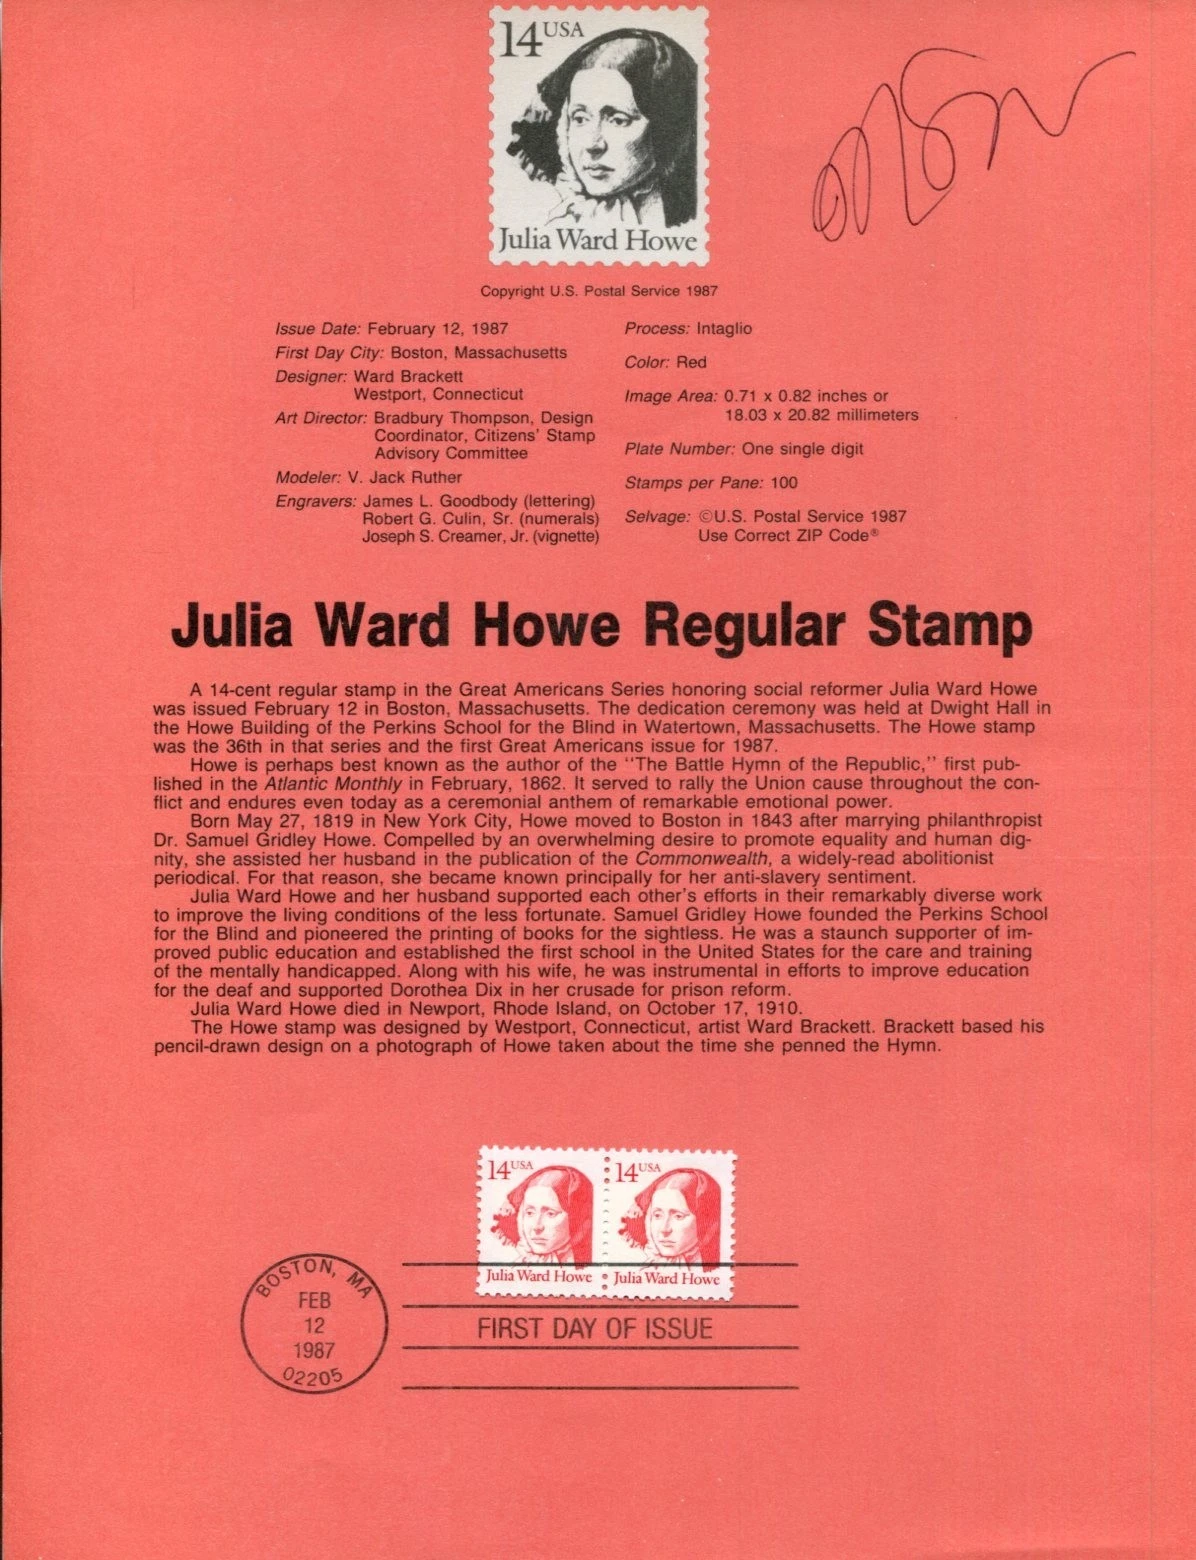 14 USA
Julia Ward Howe
Copyright U.S. Postal Service 1987
Issue Date: February 12, 1987
First Day City: Boston, Massachusetts
Designer: Ward Brackett
Westport, Connecticut
Art Director: Bradbury Thompson, Design
Coordinator, Citizens' Stamp
Advisory Committee
Modeler: V. Jack Ruther
Engravers: James L. Goodbody (lettering)
Robert G. Culin, Sr. (numerals)
Joseph S. Creamer, Jr. (vignette)
Process: Intaglio
Color: Red
Image Area: 0.71 x 0.82 inches or
18.03 x 20.82 millimeters
Plate Number: One single digit
Stamps per Pane: 100
Selvage: ©U.S. Postal Service 1987
Use Correct ZIP Code®
Julia Ward Howe Regular Stamp
A 14-cent regular stamp in the Great Americans Series honoring social reformer Julia Ward Howe
was issued February 12 in Boston, Massachusetts. The dedication ceremony was held at Dwight Hall in
the Howe Building of the Perkins School for the Blind in Watertown, Massachusetts. The Howe stamp
was the 36th in that series and the first Great Americans issue for 1987.
Howe is perhaps best known as the author of the "The Battle Hymn of the Republic," first pub-
lished in the Atlantic Monthly in February, 1862. It served to rally the Union cause throughout the con-
flict and endures even today as a ceremonial anthem of remarkable emotional power.
Born May 27, 1819 in New York City, Howe moved to Boston in 1843 after marrying philanthropist
Dr. Samuel Gridley Howe. Compelled by an overwhelming desire to promote equality and human dig-
nity, she assisted her husband in the publication of the Commonwealth, a widely-read abolitionist
periodical. For that reason, she became known principally for her anti-slavery sentiment.
Julia Ward Howe and her husband supported each other's efforts in their remarkably diverse work
to improve the living conditions of the less fortunate. Samuel Gridley Howe founded the Perkins School
for the Blind and pioneered the printing of books for the sightless. He was a staunch supporter of im-
proved public education and established the first school in the United States for the care and training
of the mentally handicapped. Along with his wife, he was instrumental in efforts to improve education
for the deaf and supported Dorothea Dix in her crusade for prison reform.
Julia Ward Howe died in Newport, Rhode Island, on October 17, 1910.
The Howe stamp was designed by Westport, Connecticut, artist Ward Brackett. Brackett based his
pencil-drawn design on a photograph of Howe taken about the time she penned the Hymn.
14 USA
Julia Ward Howe
14 USA
Julia Ward Howe
BOSTON, MA
FEB
12
1987
02205
FIRST DAY OF ISSUE